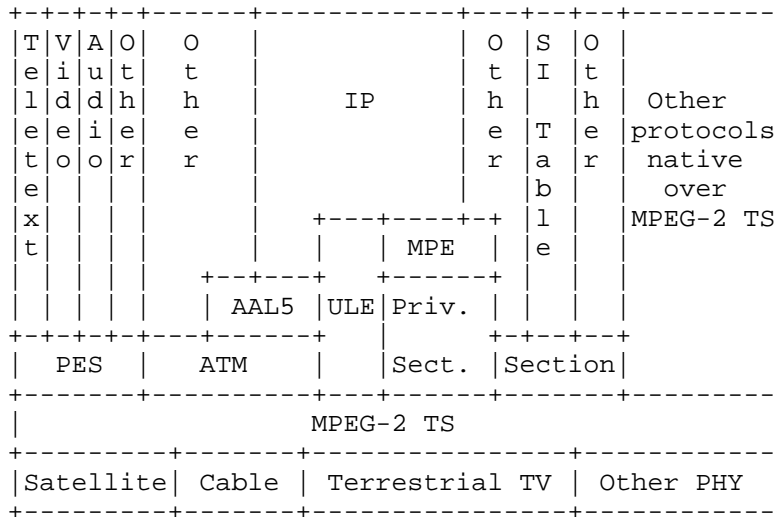 Teletext
Video
Audio
Other
Other
IP
Other
SI Table
Other
Other
protocols
native
over
MPEG-2 TS
MPE
AAL5
ULE
Priv.
Sect.
PES
ATM
Section
MPEG-2 TS
Satellite
Cable
Terrestrial TV
Other PHY